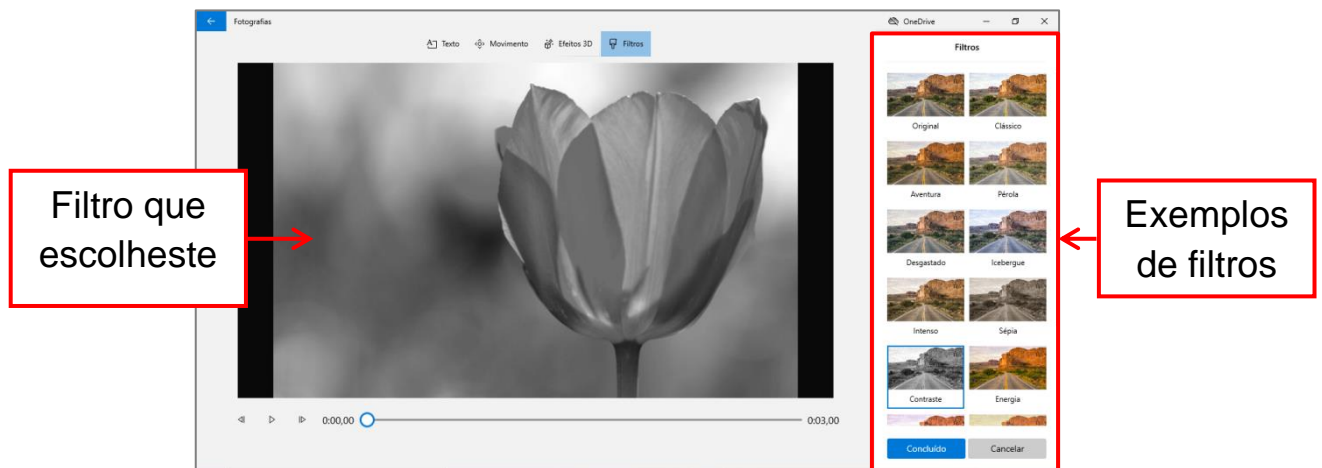 Fotografias
OneDrive
Texto Movimento Efeitos 3D Filtros
Filtros
Original Clássico
Aventura Pérola
Desgastado Icebergue
Intenso Sépia
Contraste Energia
Concluído Cancelar
0:00,00 0:03,00
Filtro que
escolheste
Exemplos
de filtros